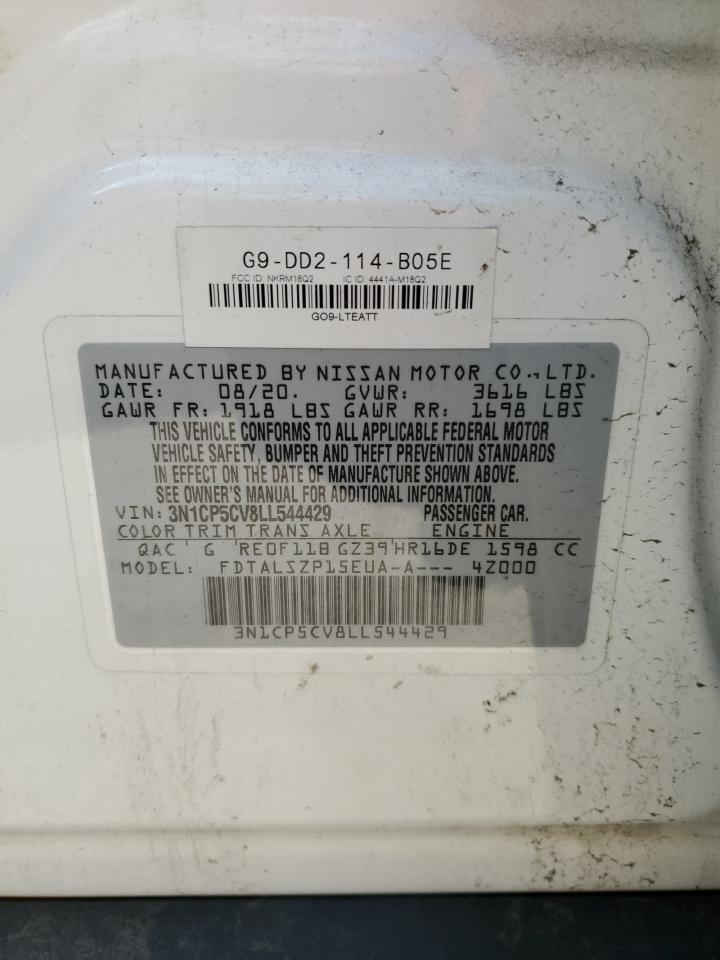 G9-DD2-114-B05E
FCC ID: NKRM18Q2 IC ID: 4441A-M18Q2
GO9-LTEATT
MANUFACTURED BY NISSAN MOTOR CO., LTD.
DATE: 08/20. GVWR: 3616 LBS
GAWR FR: 1918 LBS GAWR RR: 1698 LBS
THIS VEHICLE CONFORMS TO ALL APPLICABLE FEDERAL MOTOR
VEHICLE SAFETY, BUMPER AND THEFT PREVENTION STANDARDS
IN EFFECT ON THE DATE OF MANUFACTURE SHOWN ABOVE.
SEE OWNER'S MANUAL FOR ADDITIONAL INFORMATION.
VIN: 3N1CP5CV8LL544429 PASSENGER CAR.
COLOR TRIM TRANS AXLE ENGINE
QAC G RE0F11B GZ39 HR16DE 1598 CC
MODEL: FDTALSZP15EUA-A--- 4Z000
3N1CP5CV8LL544429